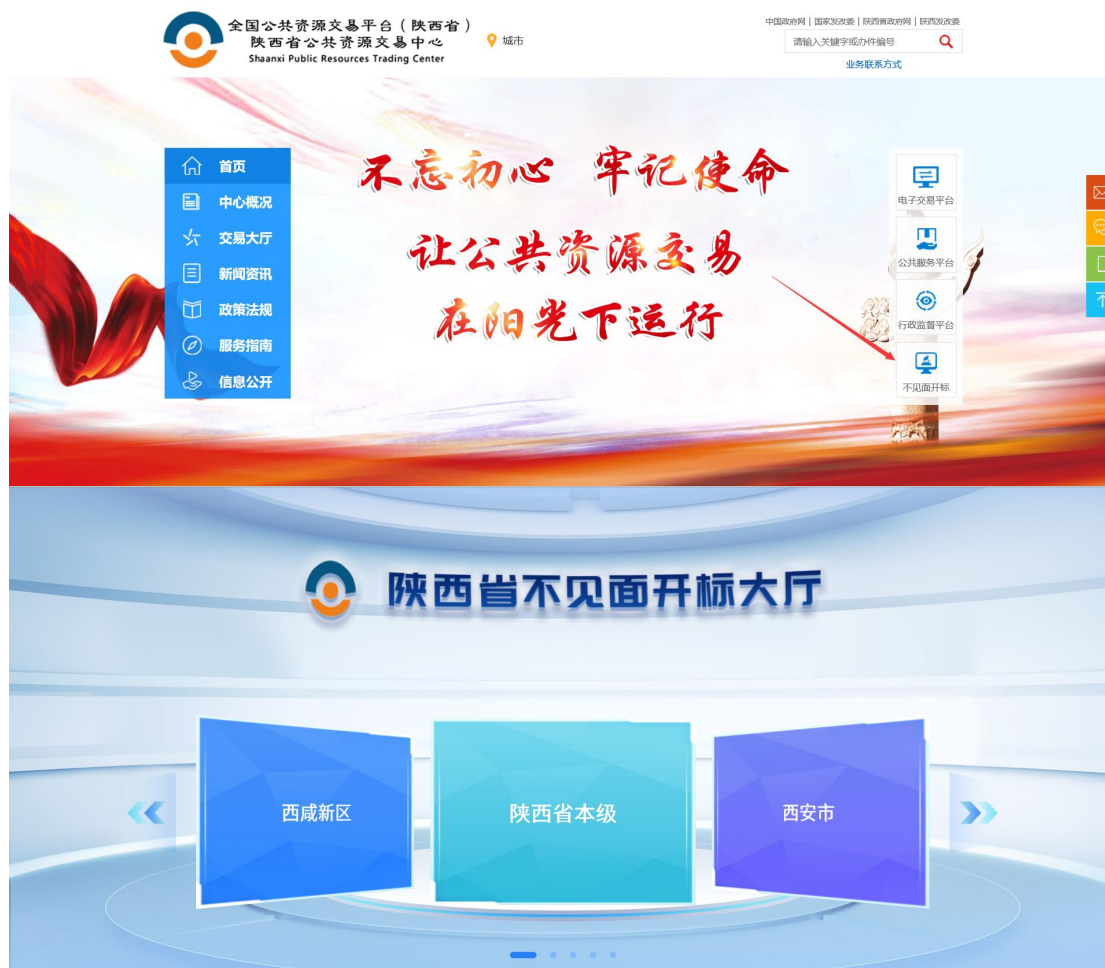 全国公共资源交易平台（陕西省）
陕西省公共资源交易中心
Shaanxi Public Resources Trading Center
城市
中国政府网 | 国家发改委 | 陕西省政府网 | 陕西发改委
请输入关键字或办件编号
业务联系方式
首页
中心概况
交易大厅
新闻资讯
政策法规
服务指南
信息公开
不忘初心 牢记使命
让公共资源交易
在阳光下运行
电子交易平台
公共服务平台
行政监督平台
不见面开标
陕西省不见面开标大厅
西咸新区
陕西省本级
西安市